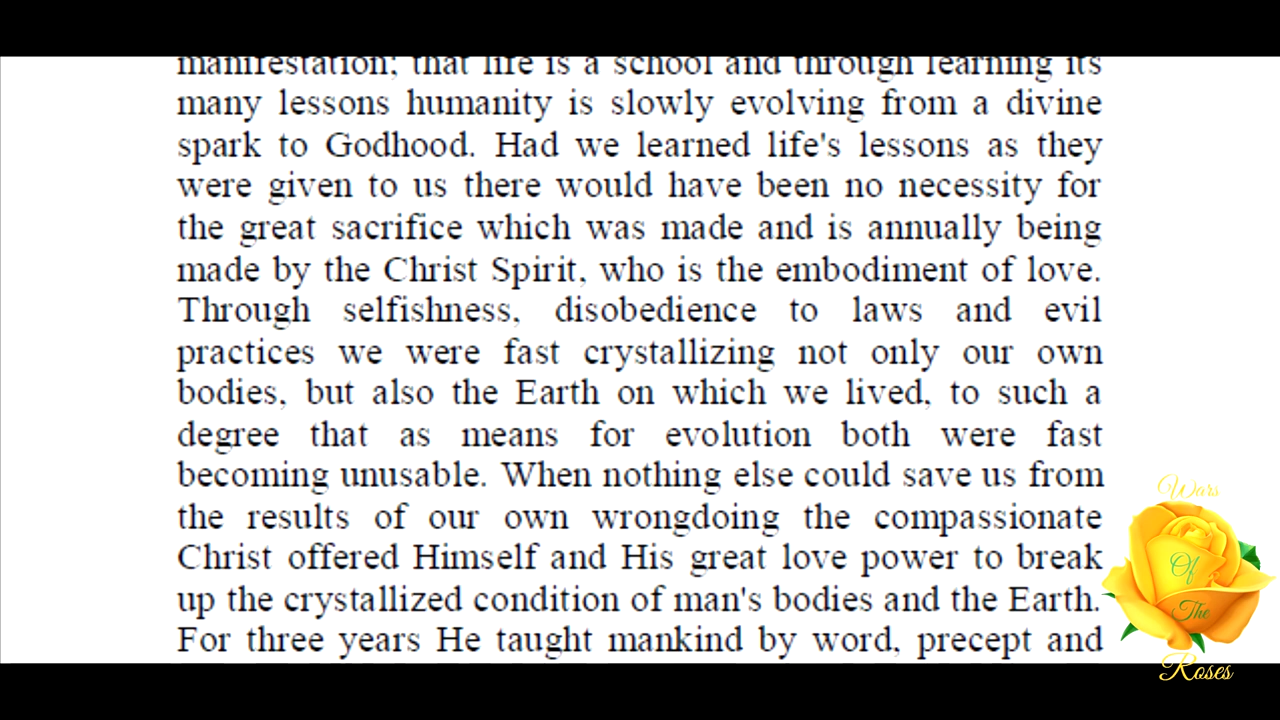 manifestation; that life is a school and through learning its
many lessons humanity is slowly evolving from a divine
spark to Godhood. Had we learned life's lessons as they
were given to us there would have been no necessity for
the great sacrifice which was made and is annually being
made by the Christ Spirit, who is the embodiment of love.
Through selfishness, disobedience to laws and evil
practices we were fast crystallizing not only our own
bodies, but also the Earth on which we lived, to such a
degree that as means for evolution both were fast
becoming unusable. When nothing else could save us from
the results of our own wrongdoing the compassionate
Christ offered Himself and His great love power to break
up the crystallized condition of man's bodies and the Earth.
For three years He taught mankind by word, precept and
Wars
Of
The
Roses